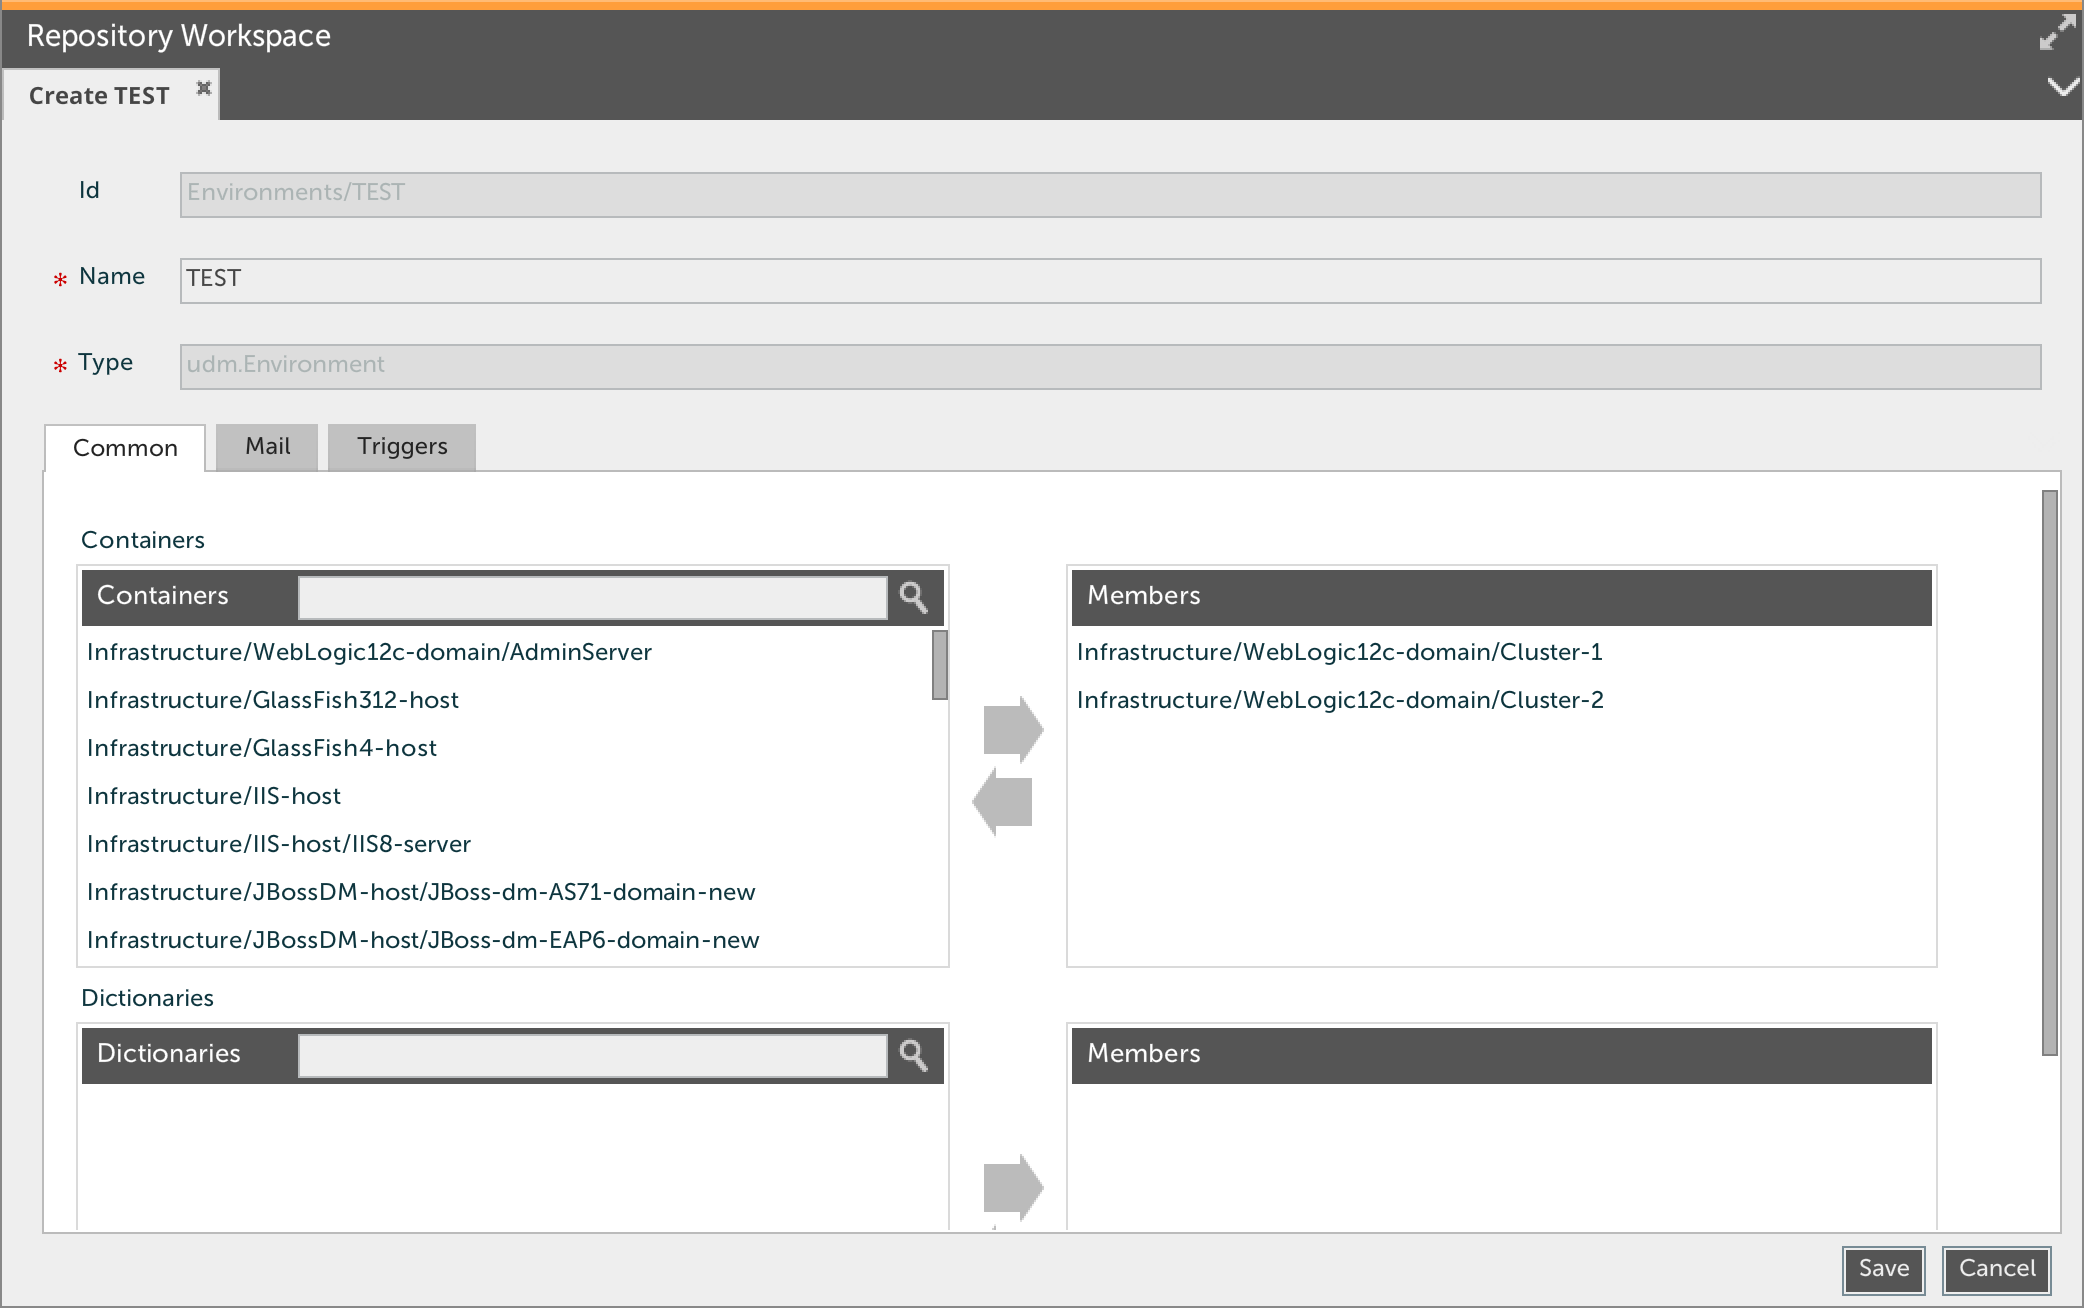 Repository Workspace
Create TEST
Id
Environments/TEST
* Name
TEST
* Type
udm.Environment
Common
Mail
Triggers
Containers
Containers
Infrastructure/WebLogic12c-domain/AdminServer
Infrastructure/GlassFish312-host
Infrastructure/GlassFish4-host
Infrastructure/IIS-host
Infrastructure/IIS-host/IIS8-server
Infrastructure/JBossDM-host/JBoss-dm-AS71-domain-new
Infrastructure/JBossDM-host/JBoss-dm-EAP6-domain-new
Members
Infrastructure/WebLogic12c-domain/Cluster-1
Infrastructure/WebLogic12c-domain/Cluster-2
Dictionaries
Dictionaries
Members
Save
Cancel